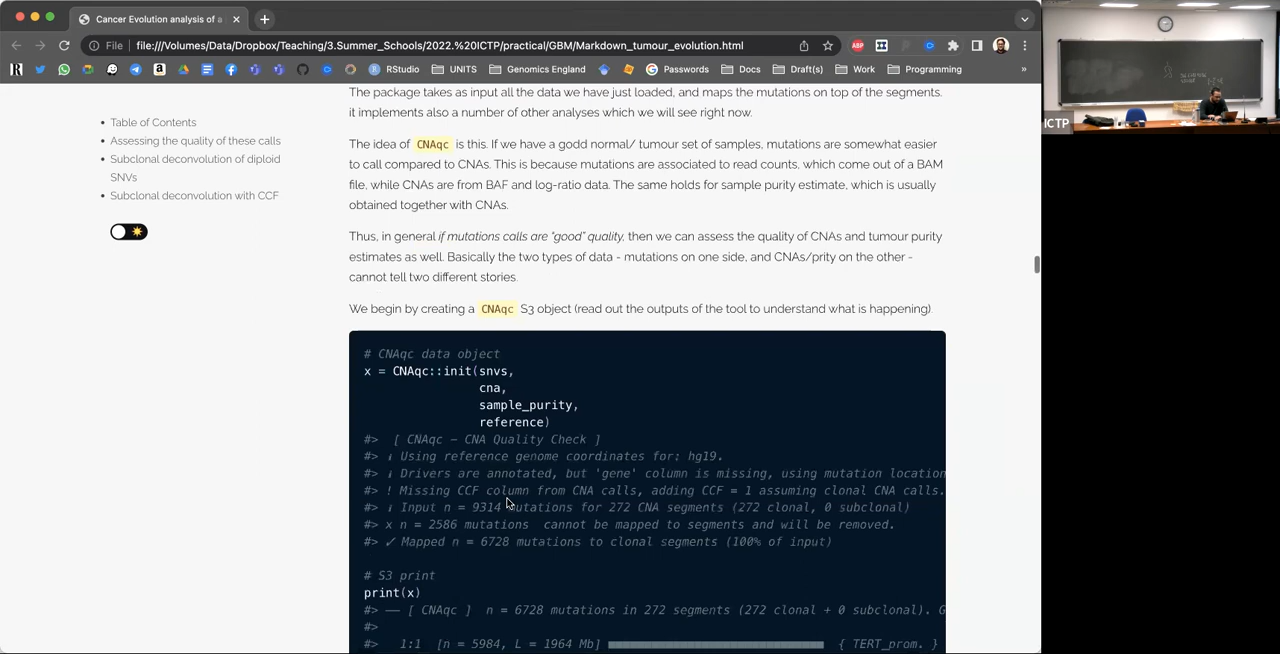 Cancer Evolution analysis of a
File file:///Volumes/Data/Dropbox/Teaching/3.Summer_Schools/2022.%20ICTP/practical/GBM/Markdown_tumour_evolution.html
ABP
RStudio UNITS Genomics England Passwords Docs Draft(s) Work Programming »
ICTP
• Table of Contents
• Assessing the quality of these calls
• Subclonal deconvolution of diploid
SNVs
• Subclonal deconvolution with CCF
The package takes as input all the data we have just loaded, and maps the mutations on top of the segments.
it implements also a number of other analyses which we will see right now.
The idea of CNAqc is this. If we have a godd normal/ tumour set of samples, mutations are somewhat easier
to call compared to CNAs. This is because mutations are associated to read counts, which come out of a BAM
file, while CNAs are from BAF and log-ratio data. The same holds for sample purity estimate, which is usually
obtained together with CNAs.
Thus, in general if mutations calls are "good" quality, then we can assess the quality of CNAs and tumour purity
estimates as well. Basically the two types of data - mutations on one side, and CNAs/prity on the other -
cannot tell two different stories.
We begin by creating a CNAqc S3 object (read out the outputs of the tool to understand what is happening).
# CNAqc data object
x = CNAqc::init(snvs,
cna,
sample_purity,
reference)
#> [ CNAqc – CNA Quality Check ]
#> ℹ Using reference genome coordinates for: hg19.
#> ℹ Drivers are annotated, but 'gene' column is missing, using mutation location
#> ! Missing CCF column from CNA calls, adding CCF = 1 assuming clonal CNA calls.
#> ℹ Input n = 9314 mutations for 272 CNA segments (272 clonal, 0 subclonal)
#> x n = 2586 mutations cannot be mapped to segments and will be removed.
#> ✓ Mapped n = 6728 mutations to clonal segments (100% of input)
# S3 print
print(x)
#> ── [ CNAqc ] n = 6728 mutations in 272 segments (272 clonal + 0 subclonal). G
#>
#> 1:1 [n = 5984, L = 1964 Mb] ■■■■■■■■■■■■■■■■■■■■■■■■■■■ { TERT_prom. }